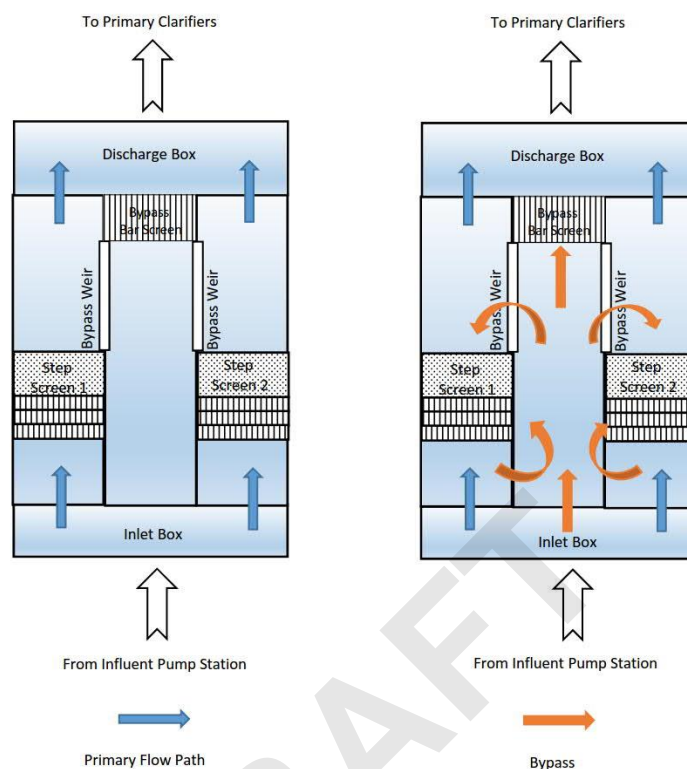 To Primary Clarifiers
Discharge Box
Bypass
Bar Screen
Bypass Weir
Bypass Weir
Step
Screen 1
Step
Screen 2
Inlet Box
From Influent Pump Station
Primary Flow Path
To Primary Clarifiers
Discharge Box
Bypass
Bar Screen
Bypass Weir
Bypass Weir
Step
Screen 1
Step
Screen 2
Inlet Box
From Influent Pump Station
Bypass